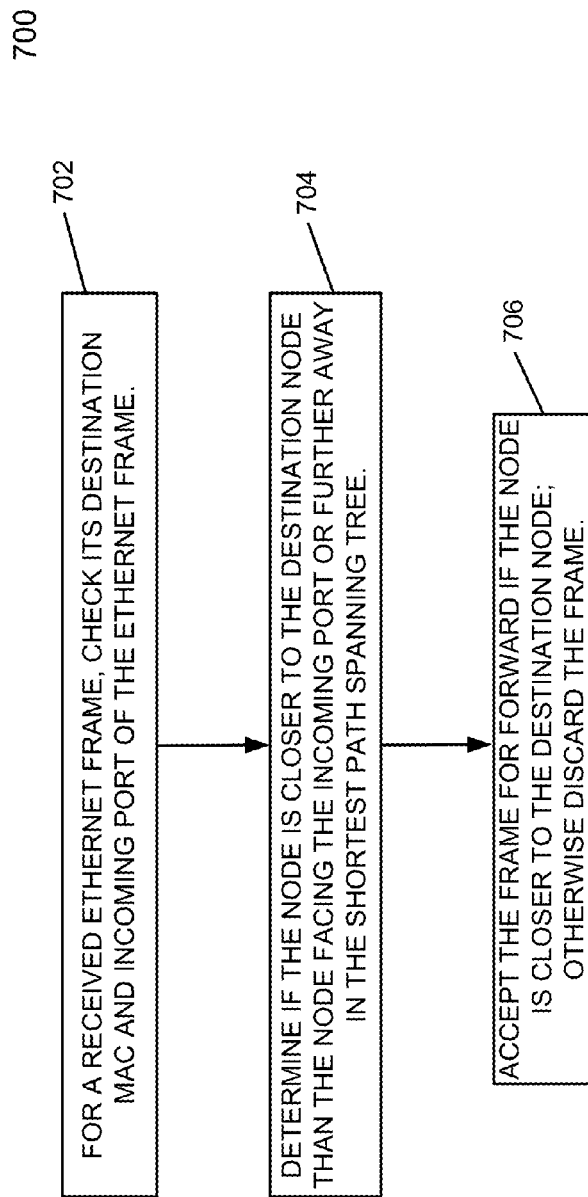 700
702
FOR A RECEIVED ETHERNET FRAME, CHECK ITS DESTINATION
MAC AND INCOMING PORT OF THE ETHERNET FRAME.
704
DETERMINE IF THE NODE IS CLOSER TO THE DESTINATION NODE
THAN THE NODE FACING THE INCOMING PORT OR FURTHER AWAY
IN THE SHORTEST PATH SPANNING TREE.
706
ACCEPT THE FRAME FOR FORWARD IF THE NODE
IS CLOSER TO THE DESTINATION NODE;
OTHERWISE DISCARD THE FRAME.